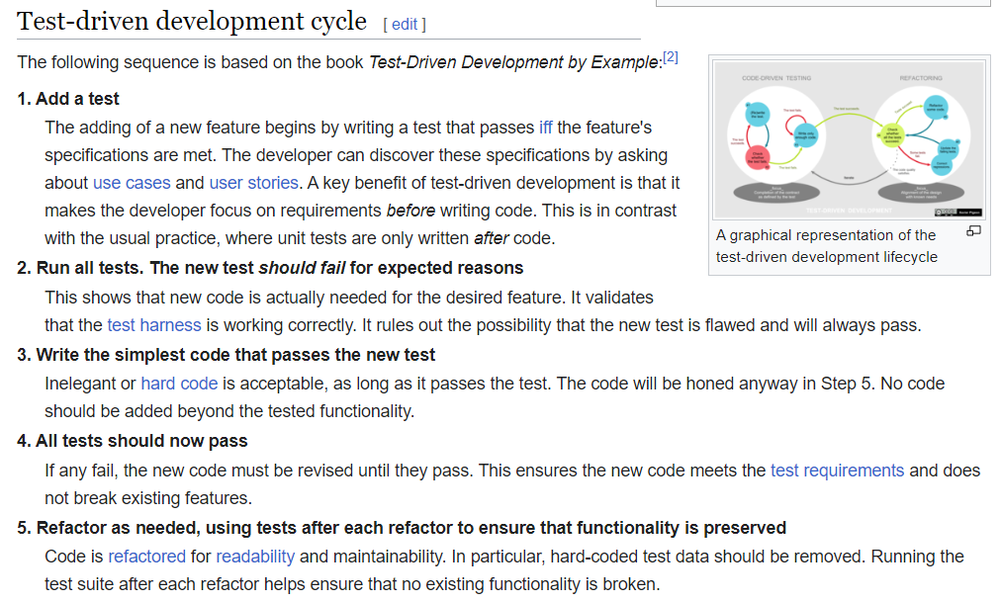 Test-driven development cycle [ edit ]
The following sequence is based on the book Test-Driven Development by Example:[2]
1. Add a test
The adding of a new feature begins by writing a test that passes iff the feature's
specifications are met. The developer can discover these specifications by asking
about use cases and user stories. A key benefit of test-driven development is that it
makes the developer focus on requirements before writing code. This is in contrast
with the usual practice, where unit tests are only written after code.
2. Run all tests. The new test should fail for expected reasons
This shows that new code is actually needed for the desired feature. It validates
that the test harness is working correctly. It rules out the possibility that the new test is flawed and will always pass.
3. Write the simplest code that passes the new test
Inelegant or hard code is acceptable, as long as it passes the test. The code will be honed anyway in Step 5. No code
should be added beyond the tested functionality.
4. All tests should now pass
If any fail, the new code must be revised until they pass. This ensures the new code meets the test requirements and does
not break existing features.
5. Refactor as needed, using tests after each refactor to ensure that functionality is preserved
Code is refactored for readability and maintainability. In particular, hard-coded test data should be removed. Running the
test suite after each refactor helps ensure that no existing functionality is broken.
CODE-DRIVEN TESTING
REFACTORING
TEST-DRIVEN DEVELOPMENT
A graphical representation of the
test-driven development lifecycle